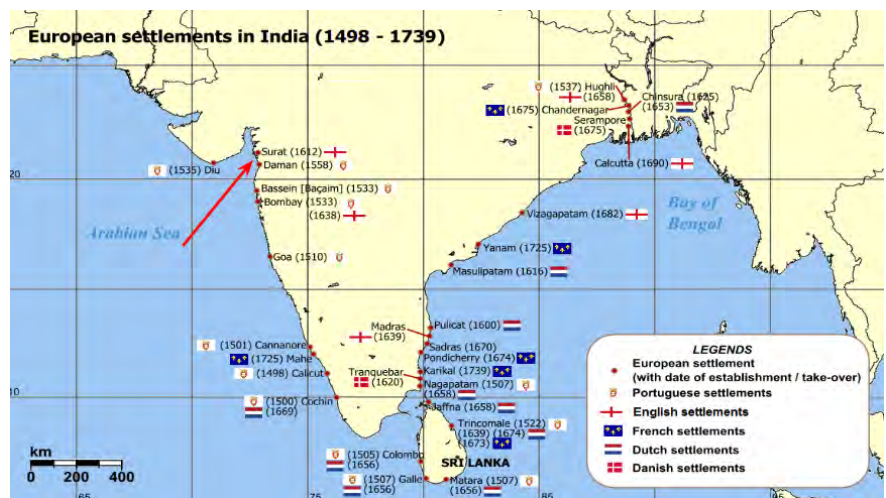 European settlements in India (1498 - 1739)
(1537) Hughli
(1658)
(1675) Chandernagar
Chinsura (1625)
(1653)
Serampore
(1675)
Calcutta (1690)
Surat (1612)
Daman (1558)
(1535) Diu
20
Bassein [Baçaim] (1533)
Bombay (1533)
(1638)
Arabian Sea
Bay of
Bengal
Vizagapatam (1682)
Goa (1510)
Yanam (1725)
Masulipatam (1616)
Pulicat (1600)
Madras
(1639)
Sadras (1670)
(1501) Cannanore
Pondicherry (1674)
(1725) Mahe
Karikal (1739)
(1498) Calicut
Tranquebar
(1620)
Nagapatam (1507)
(1658)
10
(1500) Cochin
(1669)
Jaffna (1658)
Trincomale (1522)
(1639) (1674)
(1673)
(1505) Colombo
(1656)
SRI LANKA
(1507) Galle
(1656)
Matara (1507)
(1656)
km
0 200 400
65
75
85
95
LEGENDS
European settlement
(with date of establishment / take-over)
Portuguese settlements
English settlements
French settlements
Dutch settlements
Danish settlements